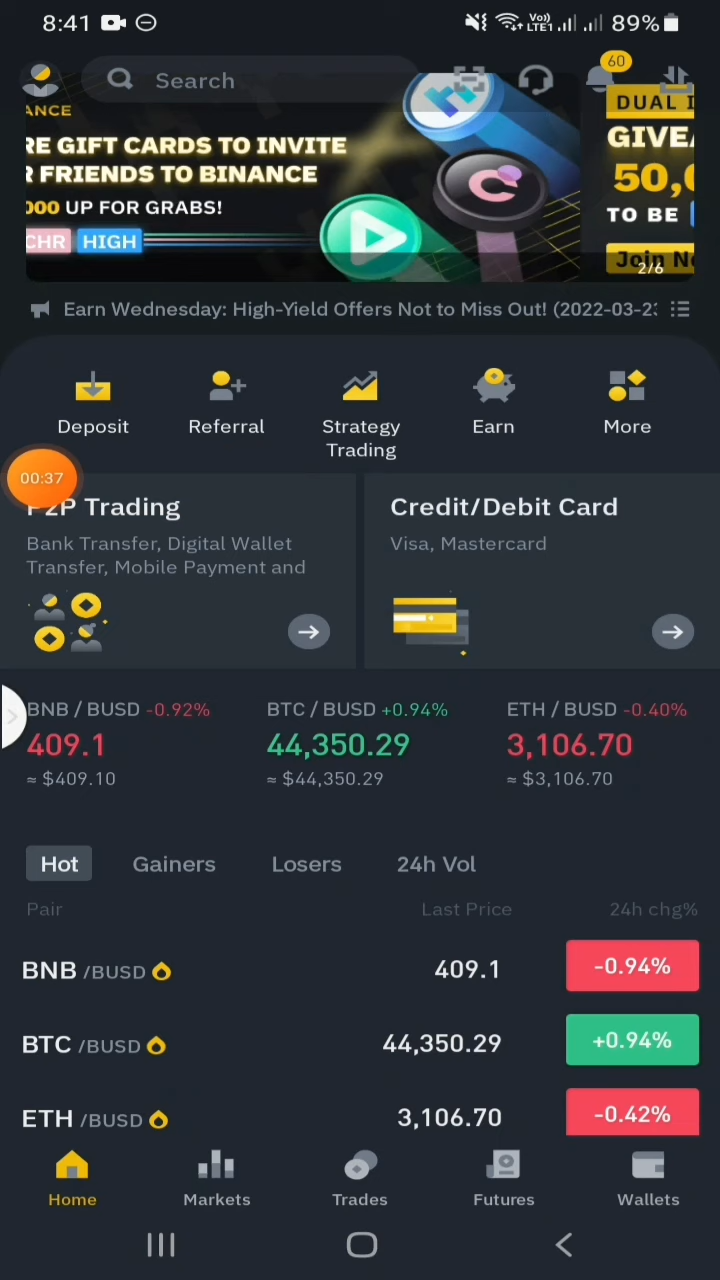 8:41
Vo))
LTE1
89%
Search
60
ANCE
RE GIFT CARDS TO INVITE
R FRIENDS TO BINANCE
000 UP FOR GRABS!
CHR HIGH
DUAL I
GIVEA
50,0
TO BE
Join No
2/6
Earn Wednesday: High-Yield Offers Not to Miss Out! (2022-03-23
Deposit
Referral
Strategy
Trading
Earn
More
00:37
P2P Trading
Bank Transfer, Digital Wallet
Transfer, Mobile Payment and
Credit/Debit Card
Visa, Mastercard
BNB / BUSD -0.92%
409.1
≈ $409.10
BTC / BUSD +0.94%
44,350.29
≈ $44,350.29
ETH / BUSD -0.40%
3,106.70
≈ $3,106.70
Hot
Gainers
Losers
24h Vol
Pair
Last Price
24h chg%
BNB /BUSD
409.1
-0.94%
BTC /BUSD
44,350.29
+0.94%
ETH /BUSD
3,106.70
-0.42%
Home
Markets
Trades
Futures
Wallets